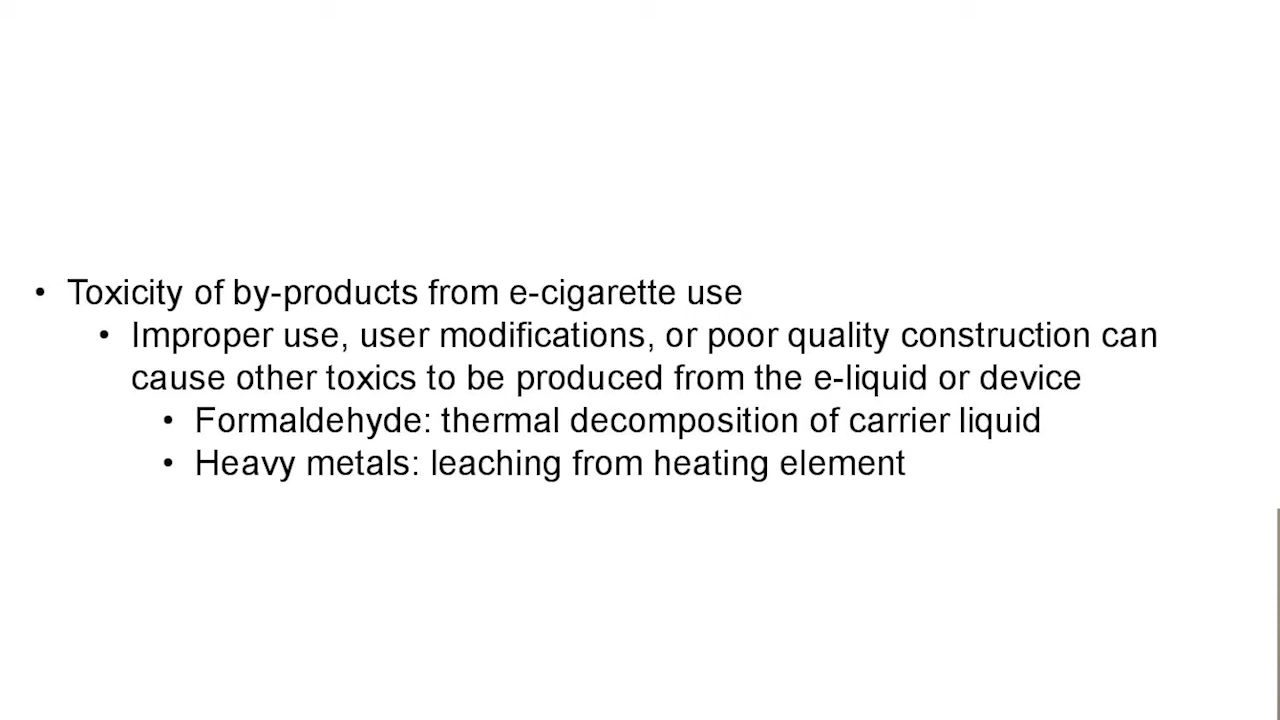 • Toxicity of by-products from e-cigarette use
• Improper use, user modifications, or poor quality construction can
cause other toxics to be produced from the e-liquid or device
• Formaldehyde: thermal decomposition of carrier liquid
• Heavy metals: leaching from heating element